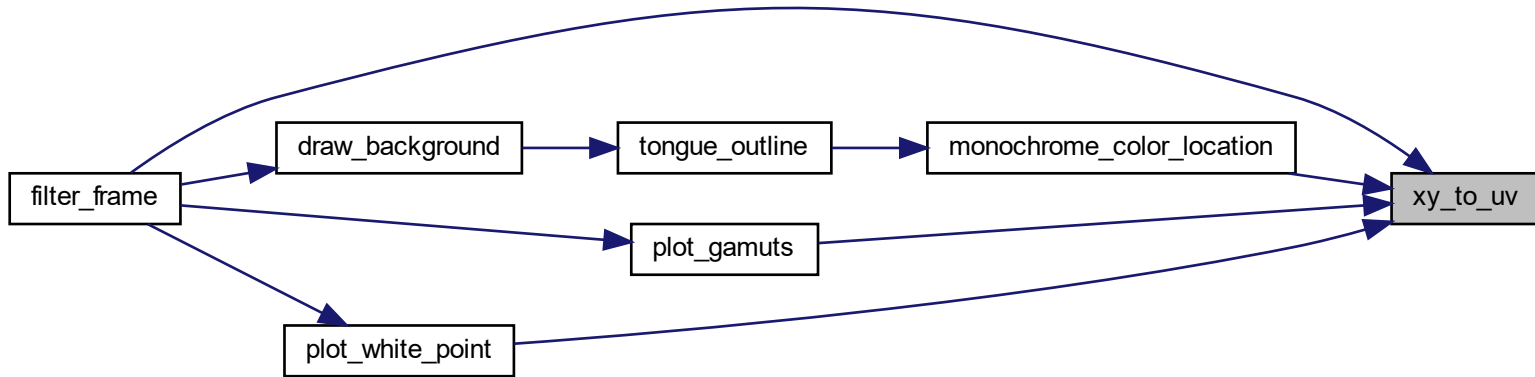 filter_frame
draw_background
tongue_outline
monochrome_color_location
xy_to_uv
plot_gamuts
plot_white_point